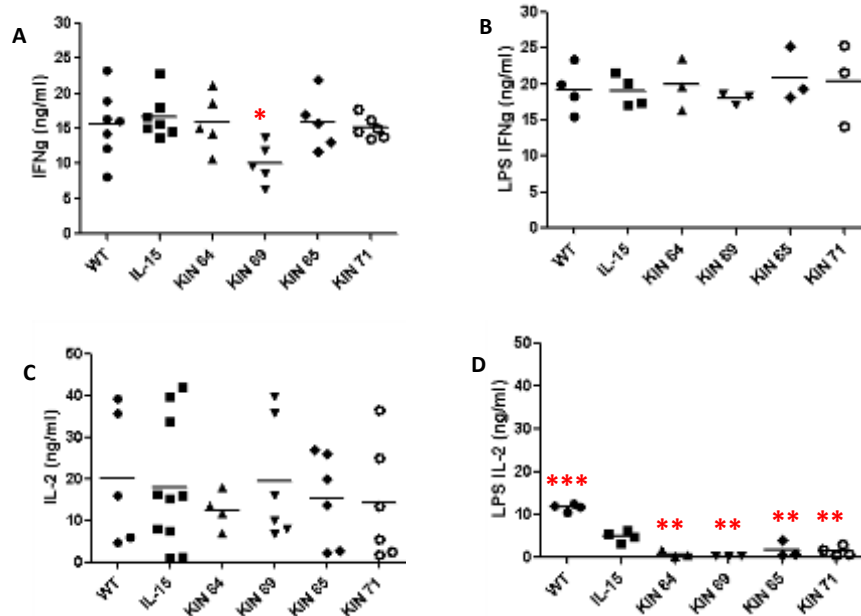 A
IFNg (ng/ml)
30
25
20
15
10
5
0
*
WT
IL-15
KIN 64
KIN 69
KIN 65
KIN 71
B
LPS IFNg (ng/ml)
30
25
20
15
10
5
0
WT
IL-15
KIN 64
KIN 69
KIN 65
KIN 71
C
IL-2 (ng/ml)
50
40
30
20
10
0
WT
IL-15
KIN 64
KIN 69
KIN 65
KIN 71
D
LPS IL-2 (ng/ml)
50
40
30
20
10
0
***
**
**
**
**
WT
IL-15
KIN 64
KIN 69
KIN 65
KIN 71